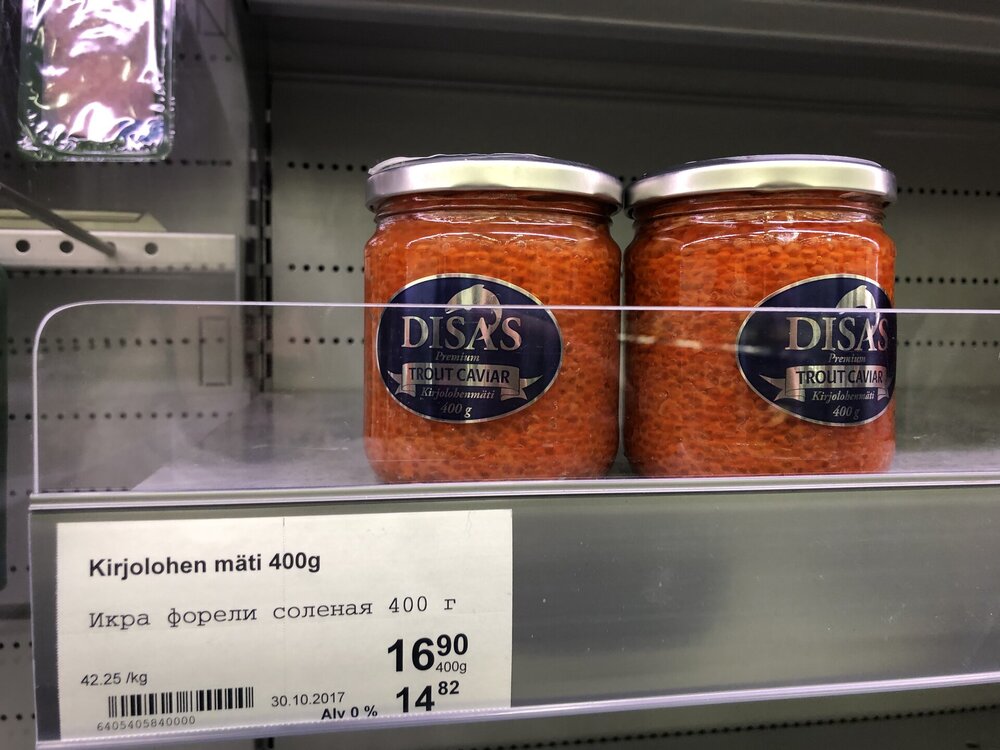 DISAS
Premium
TROUT CAVIAR
Kirjolohenmäti
400 g
DISAS
Premium
TROUT CAVIAR
Kirjolohenmäti
400 g
Kirjolohen mäti 400g
Икра форели соленая 400 г
16 90
400g
42.25 /kg
14 82
30.10.2017
Alv 0 %
6405405840000